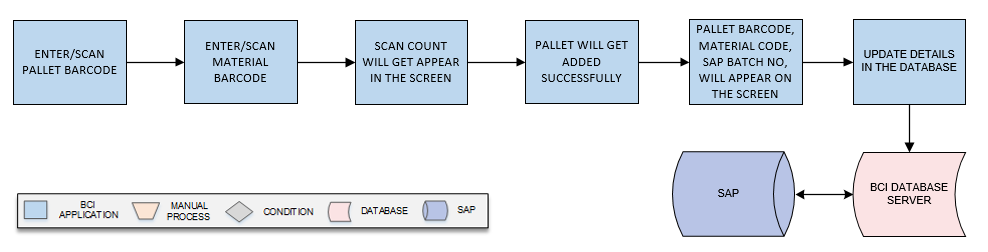 ENTER/SCAN
PALLET BARCODE
ENTER/SCAN
MATERIAL
BARCODE
SCAN COUNT
WILL GET APPEAR
IN THE SCREEN
PALLET WILL GET
ADDED
SUCCESSFULLY
PALLET BARCODE,
MATERIAL CODE,
SAP BATCH NO,
WILL APPEAR ON
THE SCREEN
UPDATE DETAILS
IN THE DATABASE
SAP
BCI DATABASE
SERVER
BCI
APPLICATION
MANUAL
PROCESS
CONDITION
DATABASE
SAP